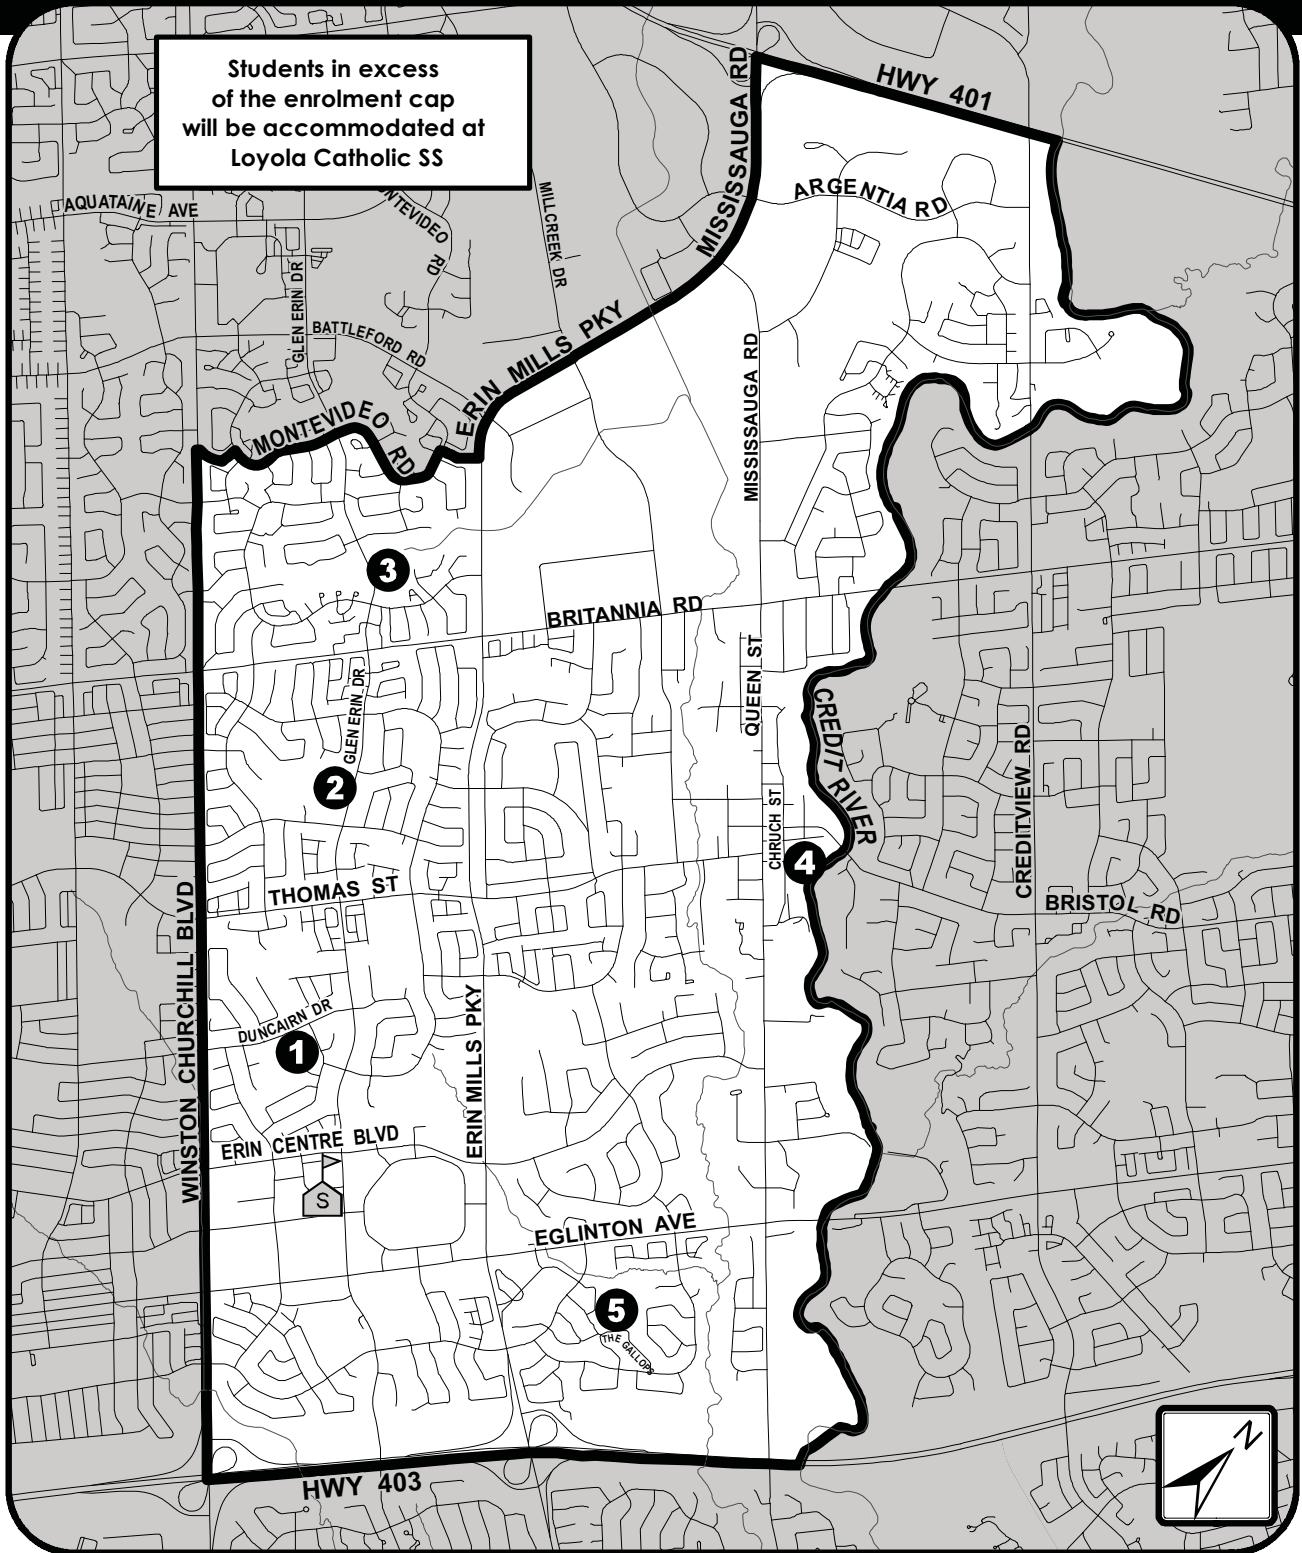 Students in excess
of the enrolment cap
will be accommodated at
Loyola Catholic SS
HWY 401
MISSISSAUGA RD
ARGENTIA RD
AQUATAINE AVE
ONTEVIDEO RD
MILLCREEK DR
GLEN ERIN DR
BATTLEFORD RD
ERIN MILLS PKY
MONTEVIDEO RD
MISSISSAUGA RD
3
BRITANNIA RD
QUEEN ST
GLEN ERIN DR
CREDIT RIVER
2
CREDITVIEW RD
CHRUCH ST
4
THOMAS ST
BRISTOL RD
WINSTON CHURCHILL BLVD
DUNCAIRN DR
1
ERIN MILLS PKY
ERIN CENTRE BLVD
S
EGLINTON AVE
5
THE GALLOPS
HWY 403
N